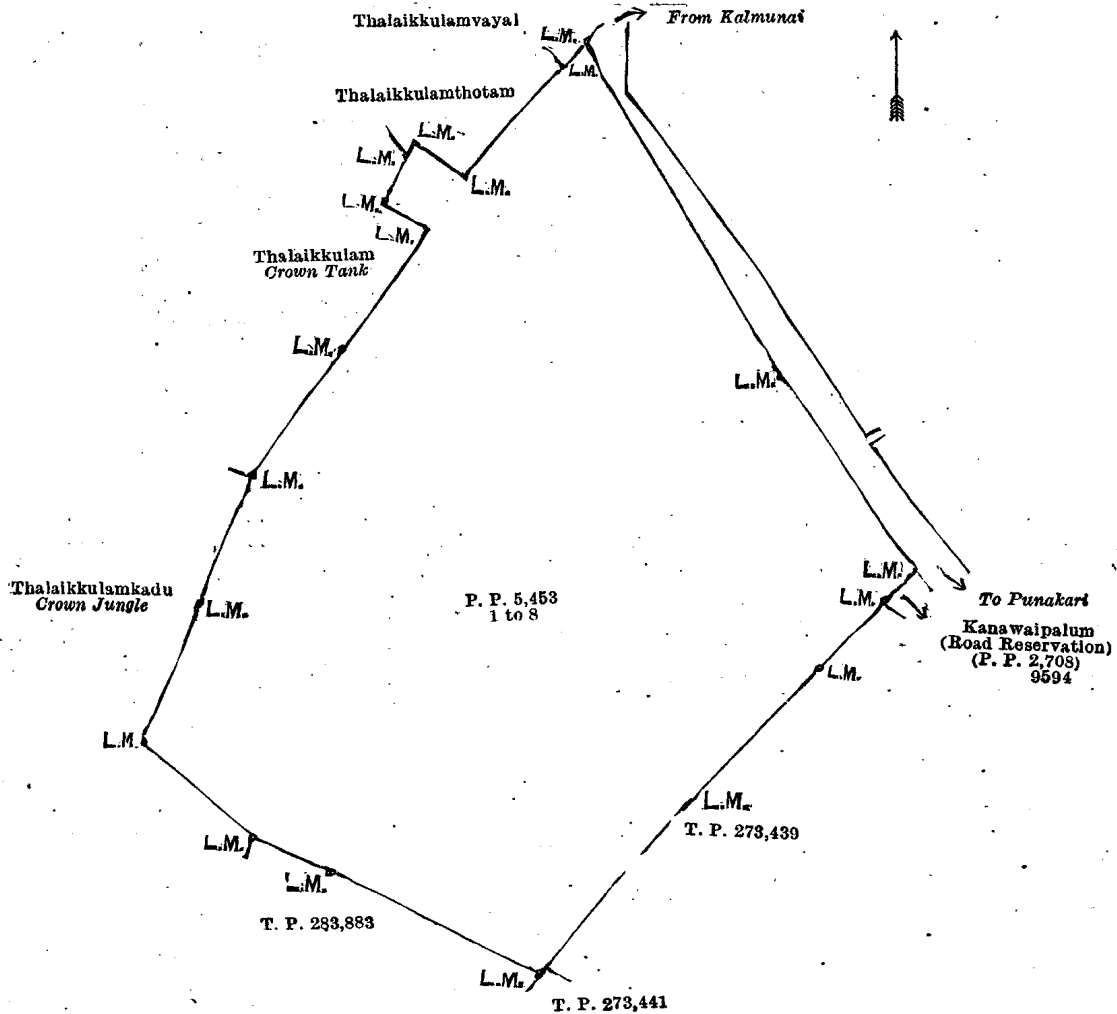 Thalaikkulamvayal
From Kalmunai
L.M.
L.M.
Thalaikkulamthotam
L.M.
L.M.
L.M.
L.M.
L.M.
Thalaikkulam
Crown Tank
L.M.
L.M.
L.M.
L.M.
Thalaikkulamkadu
Crown Jungle
L.M.
P. P. 5,453
1 to 8
L.M.
To Punakari
Kanawaipalum
(Road Reservation)
(P. P. 2,708)
9594
L.M.
L.M.
L.M.
T. P. 273,439
L.M.
L.M.
T. P. 283,883
L.M.
T. P. 273,441